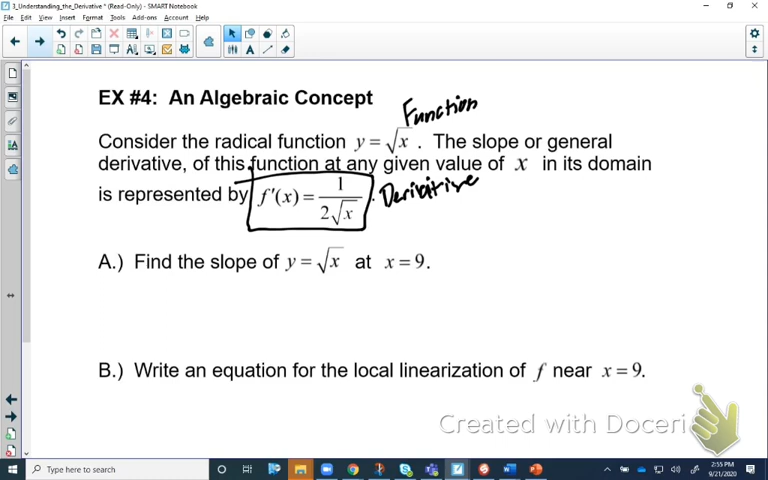 3_Understanding_the_Derivative * (Read-Only) - SMART Notebook
File Edit View Insert Format Tools Add-ons Account Help
EX #4: An Algebraic Concept
Function
Consider the radical function y = √x . The slope or general
derivative, of this function at any given value of x in its domain
is represented by f′(x) = 1/(2√x) . Derivitive
A.) Find the slope of y = √x at x = 9.
B.) Write an equation for the local linearization of f near x = 9.
Created with Doceri
Type here to search
2:55 PM
9/21/2020